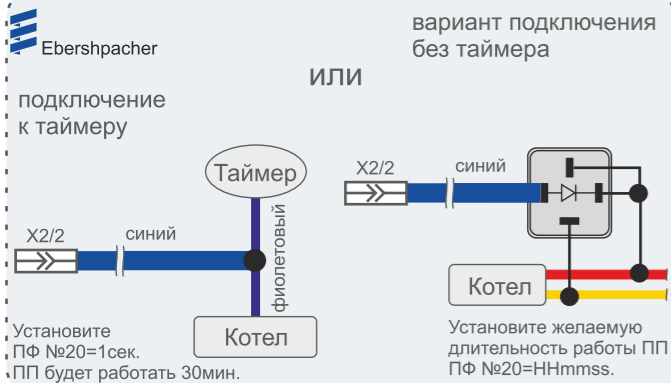 Ebershpacher
подключение
к таймеру
Таймер
фиолетовый
X2/2
синий
Котел
Установите
ПФ №20=1сек.
ПП будет работать 30мин.
или
вариант подключения
без таймера
X2/2
синий
Котел
Установите желаемую
длительность работы ПП
ПФ №20=HHmmss.